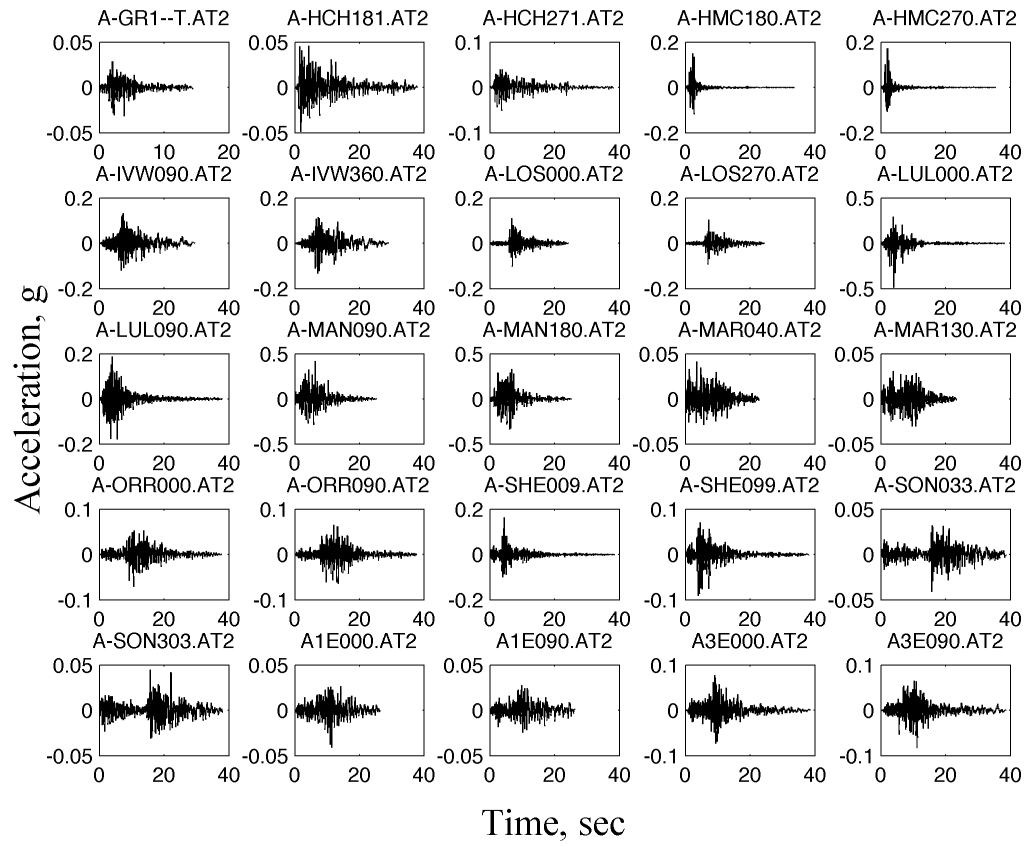 A-GR1--T.AT2 A-HCH181.AT2 A-HCH271.AT2 A-HMC180.AT2 A-HMC270.AT2
0.05 0.05 0.1 0.2 0.2
0 0 0 0 0
-0.05 -0.05 -0.1 -0.2 -0.2
0 10 20 0 20 40 0 20 40 0 20 40 0 20 40
A-IVW090.AT2 A-IVW360.AT2 A-LOS000.AT2 A-LOS270.AT2 A-LUL000.AT2
0.2 0.2 0.2 0.2 0.5
0 0 0 0 0
-0.2 -0.2 -0.2 -0.2 -0.5
0 20 40 0 20 40 0 20 40 0 20 40 0 20 40
A-LUL090.AT2 A-MAN090.AT2 A-MAN180.AT2 A-MAR040.AT2 A-MAR130.AT2
0.2 0.5 0.5 0.05 0.05
0 0 0 0 0
-0.2 -0.5 -0.5 -0.05 -0.05
0 20 40 0 20 40 0 20 40 0 20 40 0 20 40
A-ORR000.AT2 A-ORR090.AT2 A-SHE009.AT2 A-SHE099.AT2 A-SON033.AT2
0.1 0.1 0.2 0.1 0.05
0 0 0 0 0
-0.1 -0.1 -0.2 -0.1 -0.05
0 20 40 0 20 40 0 20 40 0 20 40 0 20 40
A-SON303.AT2 A1E000.AT2 A1E090.AT2 A3E000.AT2 A3E090.AT2
0.05 0.05 0.05 0.1 0.1
0 0 0 0 0
-0.05 -0.05 -0.05 -0.1 -0.1
0 20 40 0 20 40 0 20 40 0 20 40 0 20 40
Acceleration, g
Time, sec